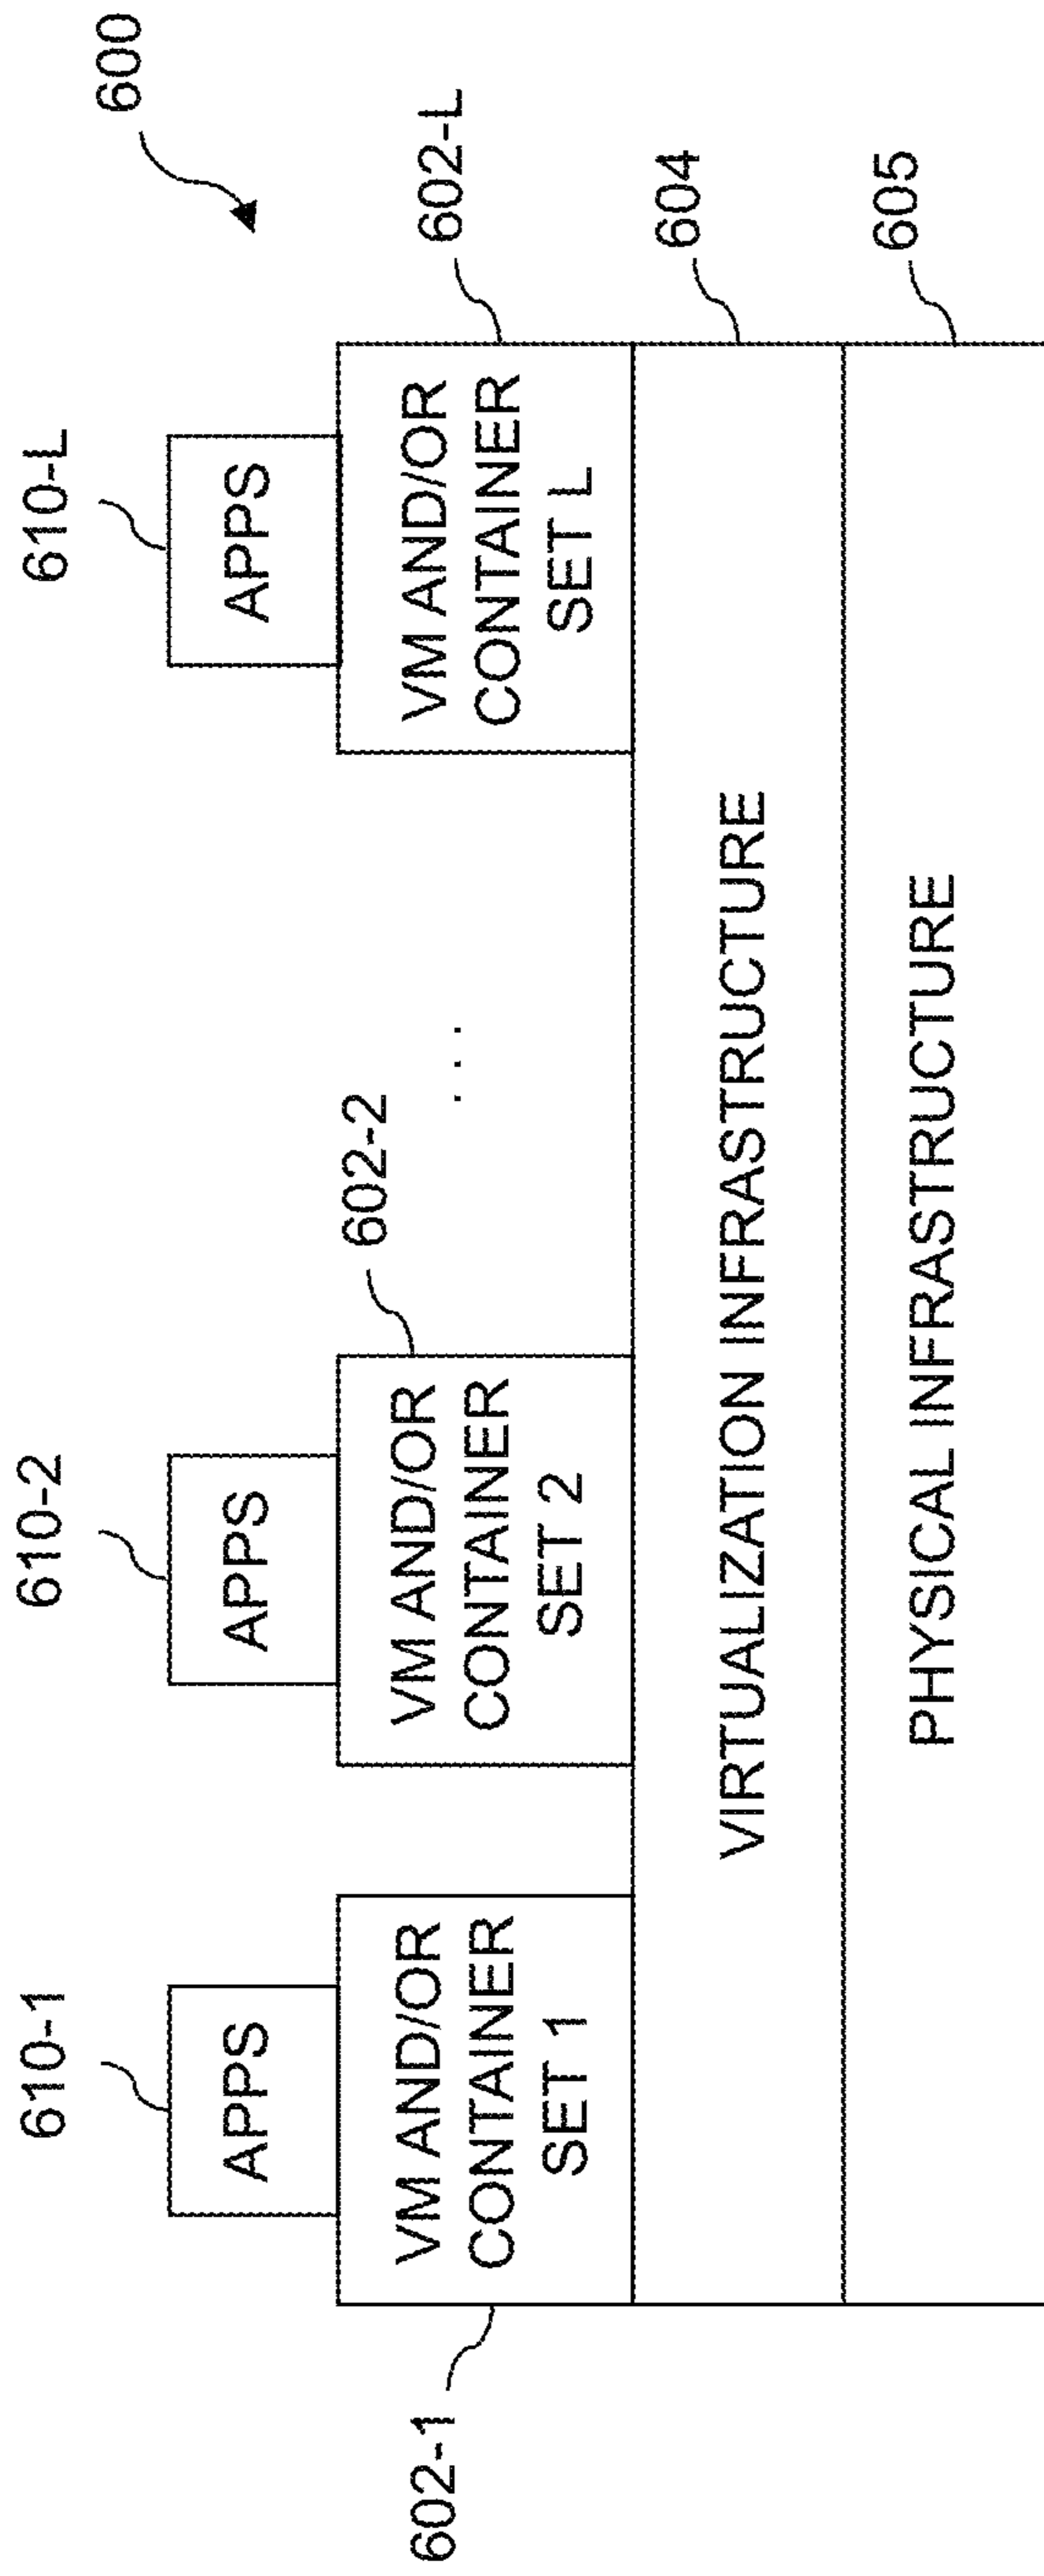 600
610-1
610-2
610-L
APPS
APPS
APPS
602-1
VM AND/OR
CONTAINER
SET 1
VM AND/OR
CONTAINER
SET 2
602-2
. . .
VM AND/OR
CONTAINER
SET L
602-L
VIRTUALIZATION INFRASTRUCTURE
604
PHYSICAL INFRASTRUCTURE
605